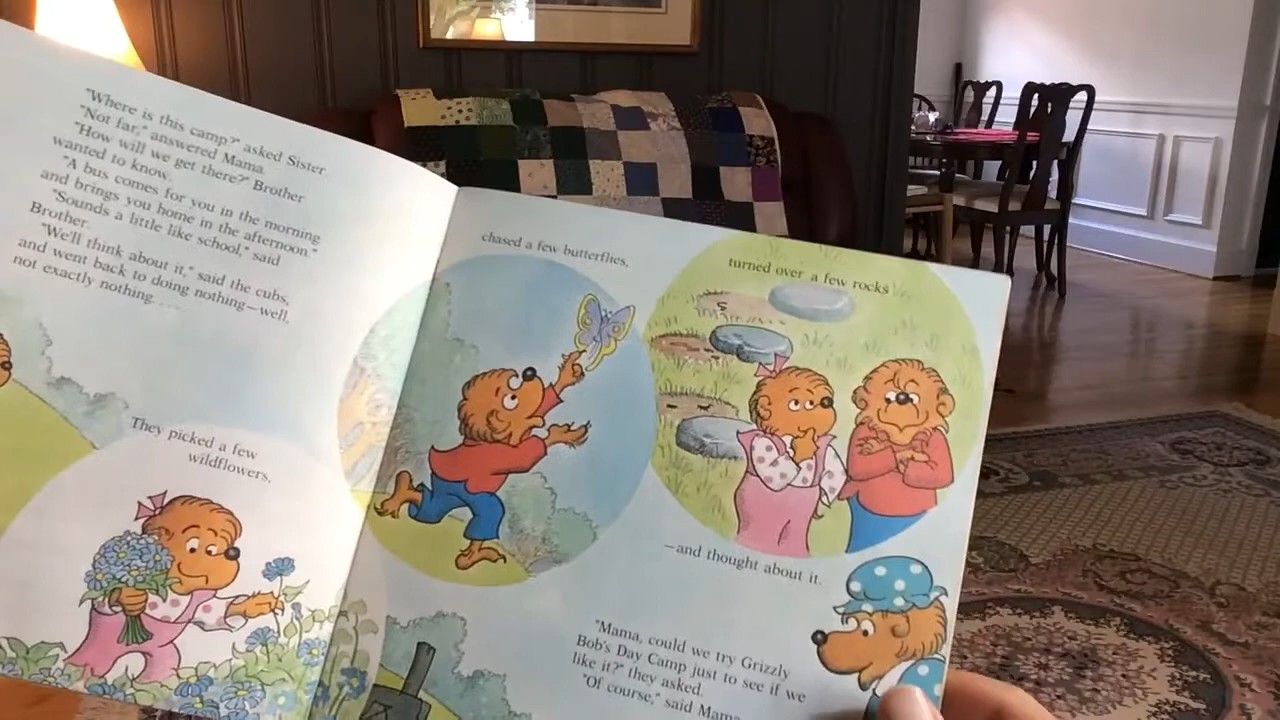 "Where is this camp?" asked Sister.
"Not far," answered Mama.
"How will we get there?" Brother
wanted to know.
"A bus comes for you in the morning
and brings you home in the afternoon."
"Sounds a little like school," said
Brother.
"We'll think about it," said the cubs,
and went back to doing nothing—well,
not exactly nothing . . .
They picked a few
wildflowers,
chased a few butterflies,
turned over a few rocks
—and thought about it.
"Mama, could we try Grizzly
Bob's Day Camp just to see if we
like it?" they asked.
"Of course," said Mama